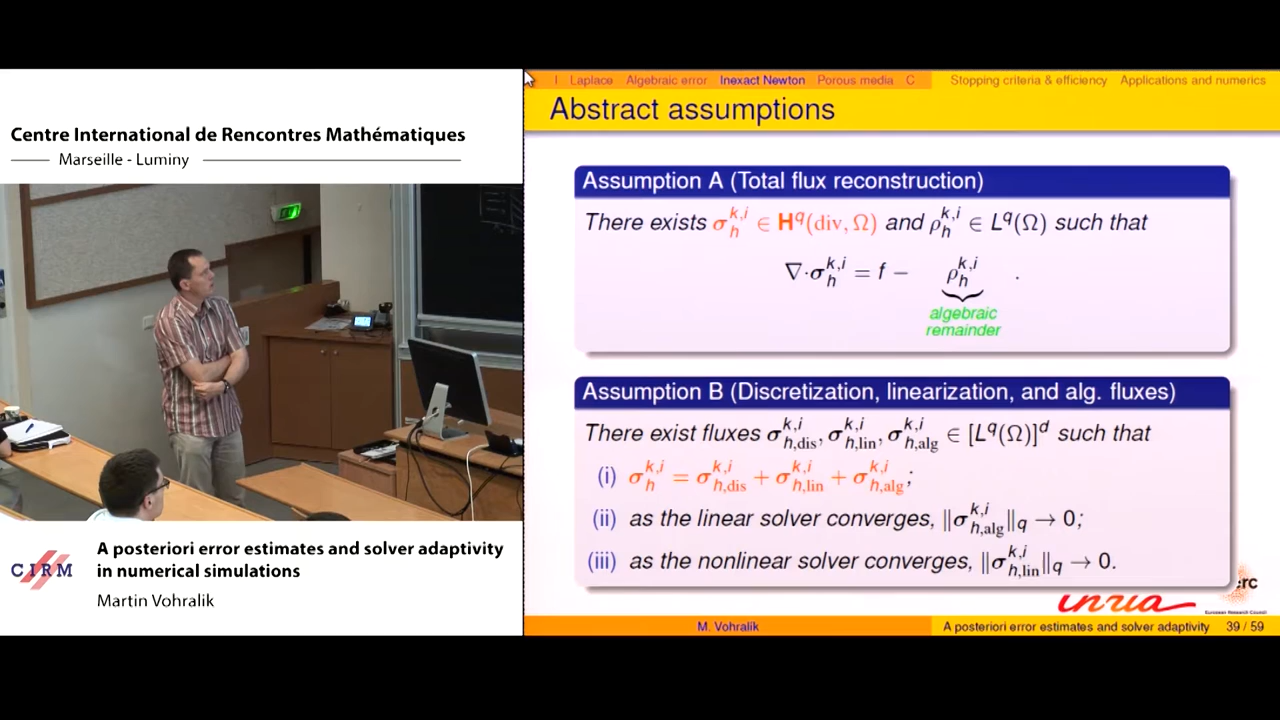 Centre International de Rencontres Mathématiques
Marseille - Luminy
A posteriori error estimates and solver adaptivity
in numerical simulations
Martin Vohralik
CIRM
I Laplace Algebraic error Inexact Newton Porous media C Stopping criteria & efficiency Applications and numerics
Abstract assumptions
Assumption A (Total flux reconstruction)
There exists σ_h^{k,i} ∈ H^q(div, Ω) and ρ_h^{k,i} ∈ L^q(Ω) such that
∇·σ_h^{k,i} = f − ρ_h^{k,i} .
algebraic
remainder
Assumption B (Discretization, linearization, and alg. fluxes)
There exist fluxes σ_{h,dis}^{k,i}, σ_{h,lin}^{k,i}, σ_{h,alg}^{k,i} ∈ [L^q(Ω)]^d such that
(i) σ_h^{k,i} = σ_{h,dis}^{k,i} + σ_{h,lin}^{k,i} + σ_{h,alg}^{k,i};
(ii) as the linear solver converges, ‖σ_{h,alg}^{k,i}‖_q → 0;
(iii) as the nonlinear solver converges, ‖σ_{h,lin}^{k,i}‖_q → 0.
inria
erc
European Research Council
M. Vohralík
A posteriori error estimates and solver adaptivity
39 / 59